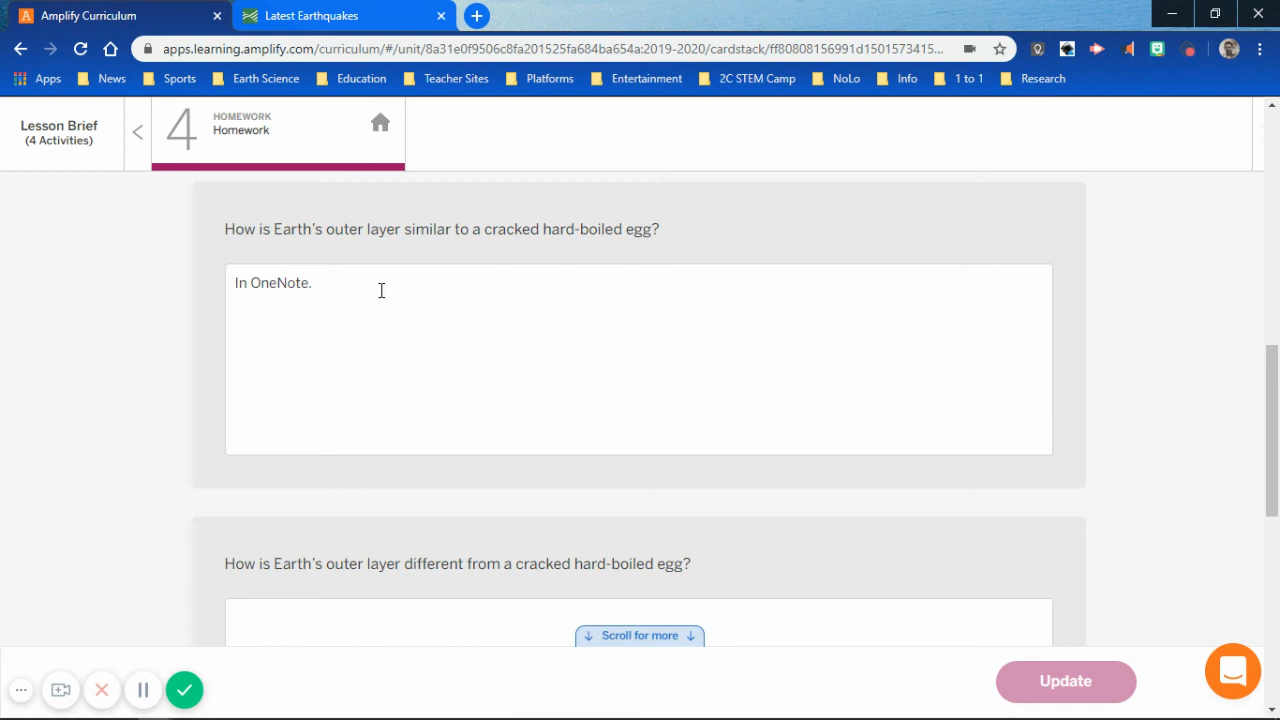 Amplify Curriculum
Latest Earthquakes
apps.learning.amplify.com/curriculum/#/unit/8a31e0f9506c8fa201525fa684ba654a:2019-2020/cardstack/ff80808156991d1501573415...
Apps
News
Sports
Earth Science
Education
Teacher Sites
Platforms
Entertainment
2C STEM Camp
NoLo
Info
1 to 1
Research
Lesson Brief
(4 Activities)
4
HOMEWORK
Homework
How is Earth's outer layer similar to a cracked hard-boiled egg?
In OneNote.
How is Earth's outer layer different from a cracked hard-boiled egg?
↓ Scroll for more ↓
Update